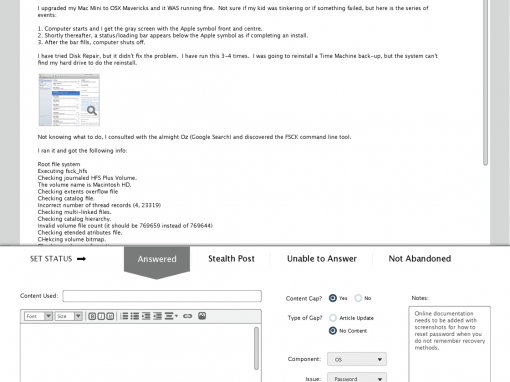 I upgraded my Mac Mini to OSX Mavericks and it WAS running fine.  Not sure if my kid was tinkering or if something failed, but here is the series of
events:
1. Computer starts and I get the gray screen with the Apple symbol front and centre.
2. Shortly thereafter, a status/loading bar appears below the Apple symbol as if completing an install.
3. After the bar fills, computer shuts off.
I have tried Disk Repair, but it didn't fix the problem.  I have run this 3-4 times.  I was going to reinstall a Time Machine back-up, but the system can't
find my hard drive to do the reinstall.
Not knowing what to do, I consulted with the almight Oz (Google Search) and discovered the FSCK command line tool.
I ran it and got the following info:
Root file system
Executing fsck_hfs
Checking journaled HFS Plus Volume.
The volume name is Macintosh HD.
Checking extents overflow file
Checking catalog file.
Incorrect number of thread records (4, 23319)
Checking multi-linked files.
Checking catalog hierarchy.
Invalid volume file count (it should be 769659 instead of 769644)
Checking etended atributes file.
CHelcing volume bitmap.
SET STATUS
Answered
Stealth Post
Unable to Answer
Not Abandoned
Content Used:
Font
Size
B I U
Content Gap?
Yes
No
Type of Gap?
Article Update
No Content
Component:
OS
Issue:
Password
Notes:
Online documentation
needs to be added with
screenshots for how to
reset password when you
do not remember recovery
methods.